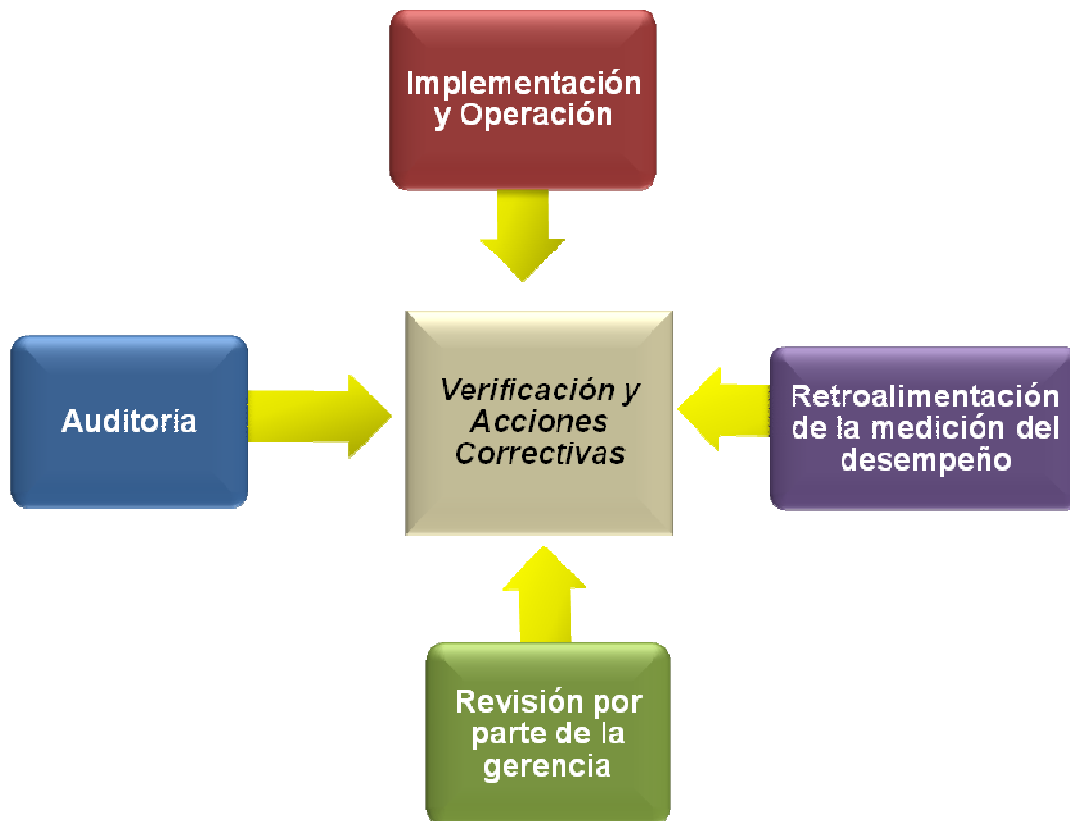 Implementación
y Operación
Auditoria
Verificación y
Acciones
Correctivas
Retroalimentación
de la medición del
desempeño
Revisión por
parte de la
gerencia